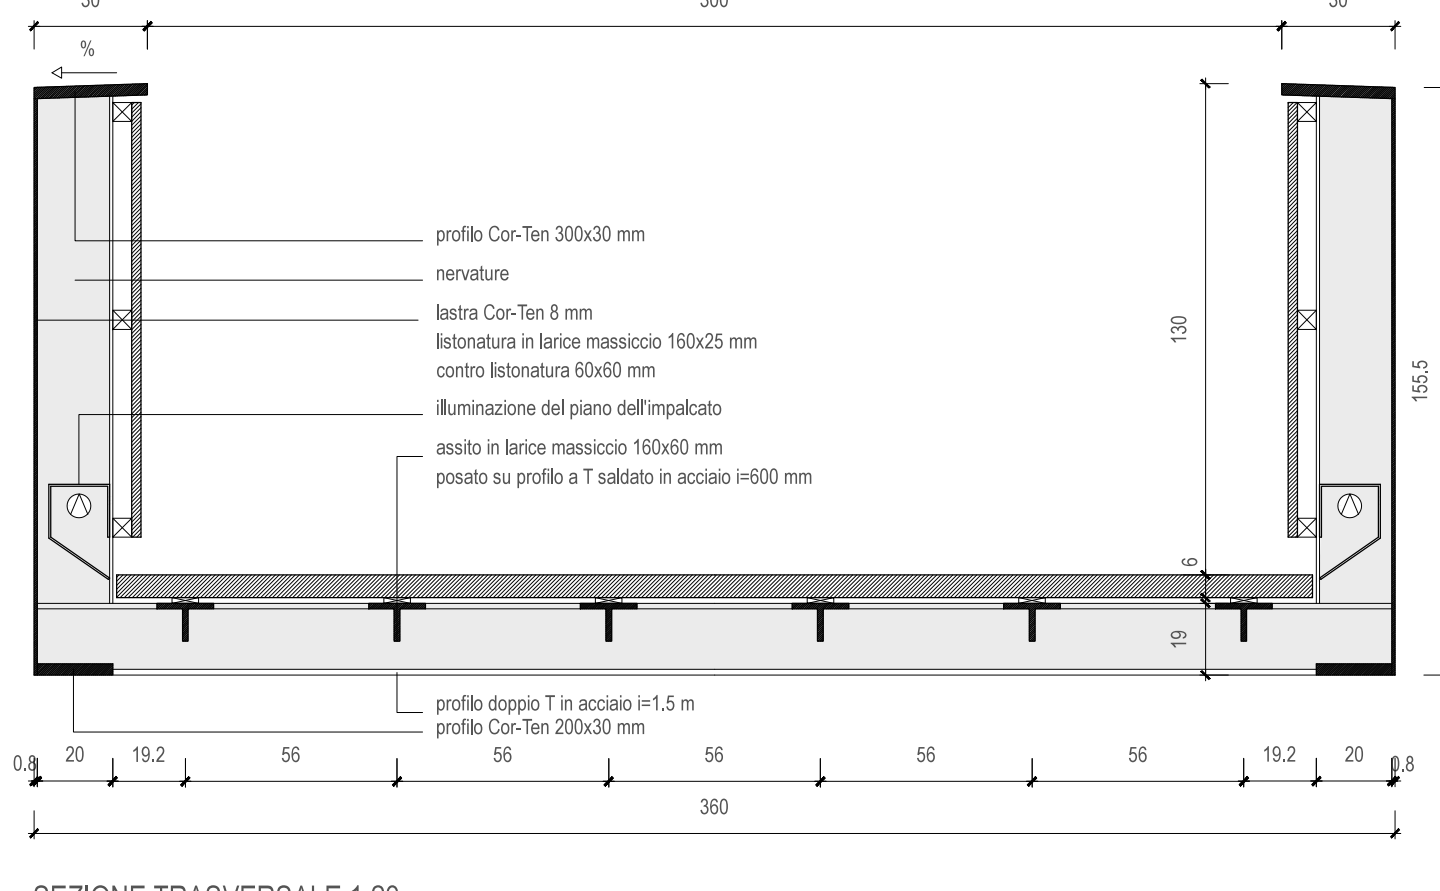 30 300 30
%
profilo Cor-Ten 300x30 mm
nervature
lastra Cor-Ten 8 mm
listonatura in larice massiccio 160x25 mm
contro listonatura 60x60 mm
illuminazione del piano dell'impalcato
assito in larice massiccio 160x60 mm
posato su profilo a T saldato in acciaio i=600 mm
130
155.5
6
19
profilo doppio T in acciaio i=1.5 m
profilo Cor-Ten 200x30 mm
0.8 20 19.2 56 56 56 56 56 19.2 20 0.8
360
SEZIONE TRASVERSALE 1:20